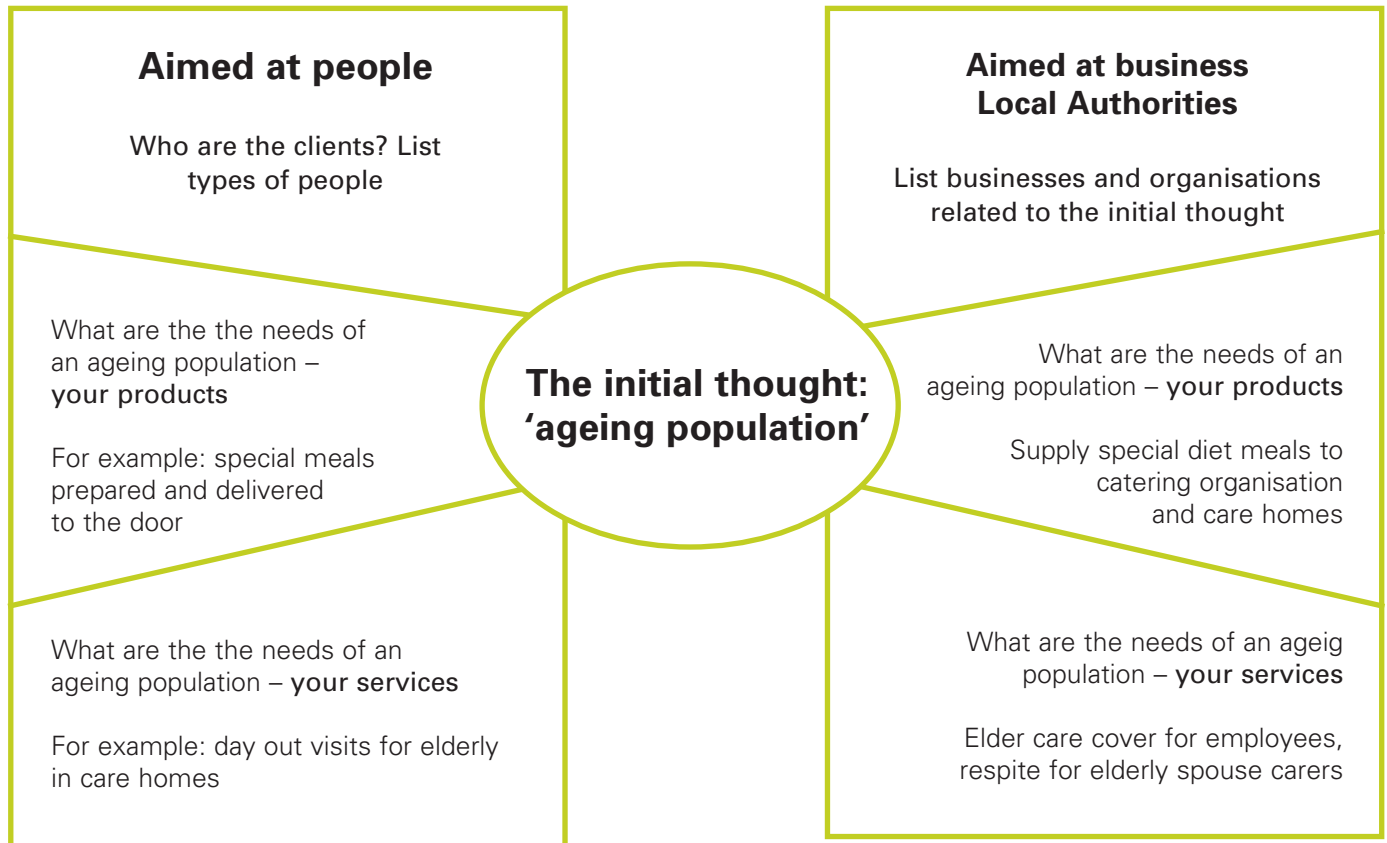 Aimed at people
Who are the clients? List
types of people
What are the the needs of
an ageing population –
your products
For example: special meals
prepared and delivered
to the door
What are the the needs of an
ageing population – your services
For example: day out visits for elderly
in care homes
The initial thought:
‘ageing population’
Aimed at business
Local Authorities
List businesses and organisations
related to the initial thought
What are the needs of an
ageing population – your products
Supply special diet meals to
catering organisation
and care homes
What are the needs of an ageig
population – your services
Elder care cover for employees,
respite for elderly spouse carers